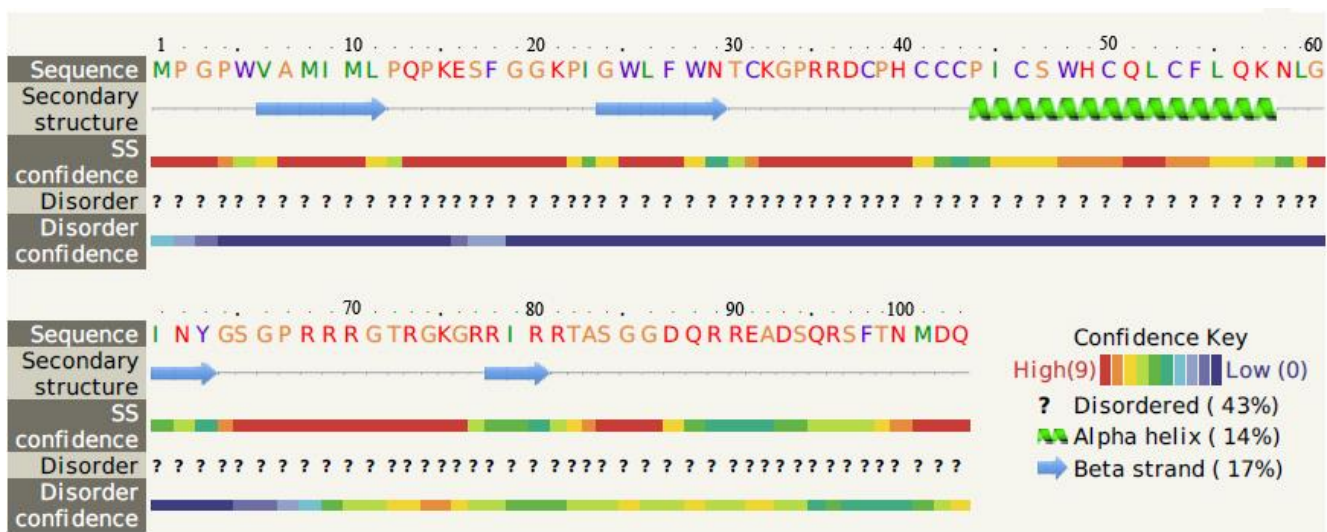 1 10 20 30 40 50 60
Sequence M P G P W V A M I M L P Q P K E S F G G K P I G W L F W N T C K G P R R D C P H C C C P I C S W H C Q L C F L Q K N L G
Secondary
structure
SS
confidence
Disorder ? ? ? ? ? ? ? ? ? ? ? ? ? ? ? ? ? ? ? ? ? ? ? ? ? ? ? ? ? ? ? ? ? ? ? ? ? ? ? ? ? ? ? ? ? ? ? ? ? ? ? ? ? ? ? ? ? ? ? ?
Disorder
confidence
70 80 90 100
Sequence I N Y G S G P R R R G T R G K G R R I R R T A S G G D Q R R E A D S Q R S F T N M D Q
Secondary
structure
SS
confidence
Disorder ? ? ? ? ? ? ? ? ? ? ? ? ? ? ? ? ? ? ? ? ? ? ? ? ? ? ? ? ? ? ? ? ? ? ? ? ? ? ? ? ? ? ?
Disorder
confidence
Confidence Key
High(9) Low (0)
? Disordered ( 43%)
Alpha helix ( 14%)
Beta strand ( 17%)